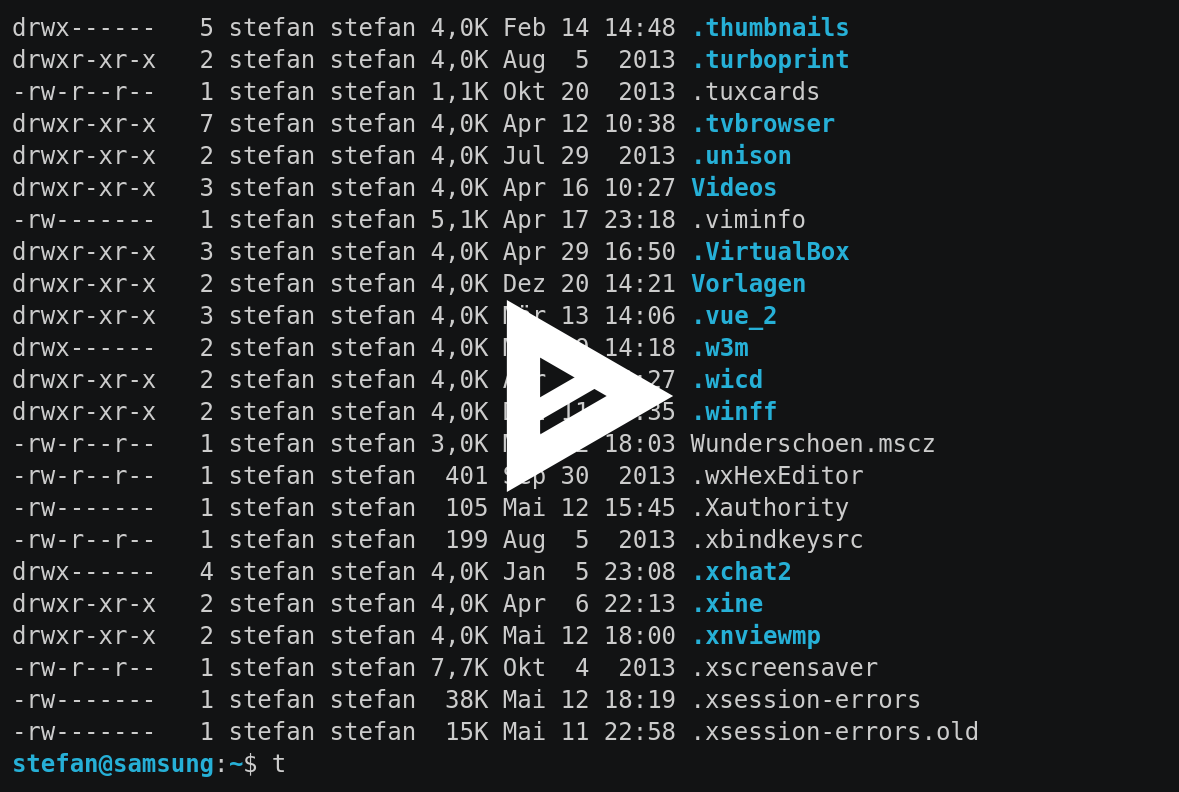 drwx------   5 stefan stefan 4,0K Feb 14 14:48 .thumbnails
drwxr-xr-x   2 stefan stefan 4,0K Aug  5  2013 .turboprint
-rw-r--r--   1 stefan stefan 1,1K Okt 20  2013 .tuxcards
drwxr-xr-x   7 stefan stefan 4,0K Apr 12 10:38 .tvbrowser
drwxr-xr-x   2 stefan stefan 4,0K Jul 29  2013 .unison
drwxr-xr-x   3 stefan stefan 4,0K Apr 16 10:27 Videos
-rw-------   1 stefan stefan 5,1K Apr 17 23:18 .viminfo
drwxr-xr-x   3 stefan stefan 4,0K Apr 29 16:50 .VirtualBox
drwxr-xr-x   2 stefan stefan 4,0K Dez 20 14:21 Vorlagen
drwxr-xr-x   3 stefan stefan 4,0K Mär 13 14:06 .vue_2
drwx------   2 stefan stefan 4,0K 14:18 .w3m
drwxr-xr-x   2 stefan stefan 4,0K .wicd
drwxr-xr-x   2 stefan stefan 4,0K .winff
-rw-r--r--   1 stefan stefan 3,0K 18:03 Wunderschoen.mscz
-rw-r--r--   1 stefan stefan  401 Sep 30  2013 .wxHexEditor
-rw-------   1 stefan stefan  105 Mai 12 15:45 .Xauthority
-rw-r--r--   1 stefan stefan  199 Aug  5  2013 .xbindkeysrc
drwx------   4 stefan stefan 4,0K Jan  5 23:08 .xchat2
drwxr-xr-x   2 stefan stefan 4,0K Apr  6 22:13 .xine
drwxr-xr-x   2 stefan stefan 4,0K Mai 12 18:00 .xnviewmp
-rw-r--r--   1 stefan stefan 7,7K Okt  4  2013 .xscreensaver
-rw-------   1 stefan stefan  38K Mai 12 18:19 .xsession-errors
-rw-------   1 stefan stefan  15K Mai 11 22:58 .xsession-errors.old
stefan@samsung:~$ t